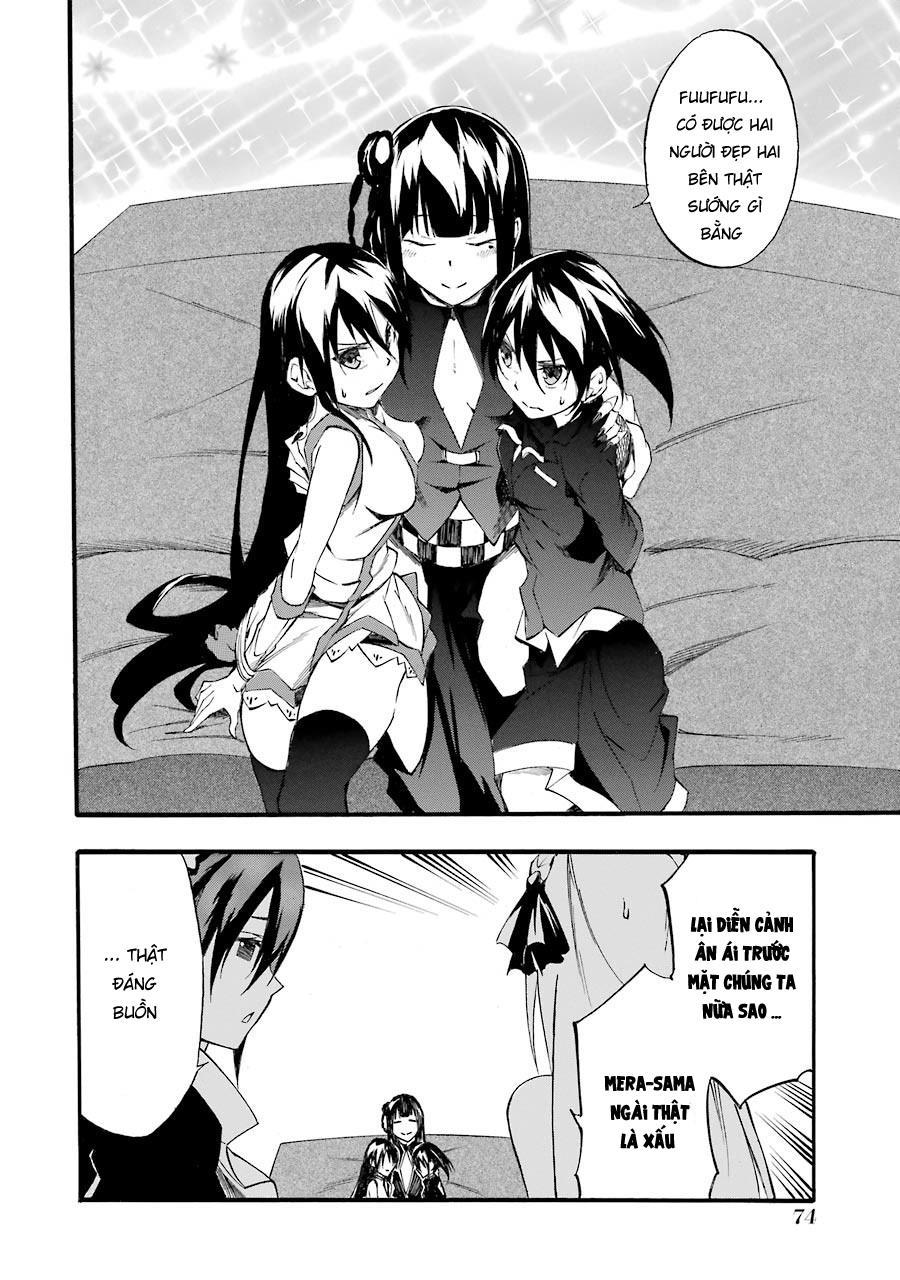 FUUFUFU...
CÓ ĐƯỢC HAI
NGƯỜI ĐẸP HAI
BÊN THẬT
SƯỚNG GÌ
BẰNG
LẠI DIỄN CẢNH
ÂN ÁI TRƯỚC
MẶT CHÚNG TA
NỮA SAO ...
MERA-SAMA
NGÀI THẬT
LÀ XẤU
... THẬT
ĐÁNG
BUỒN
74